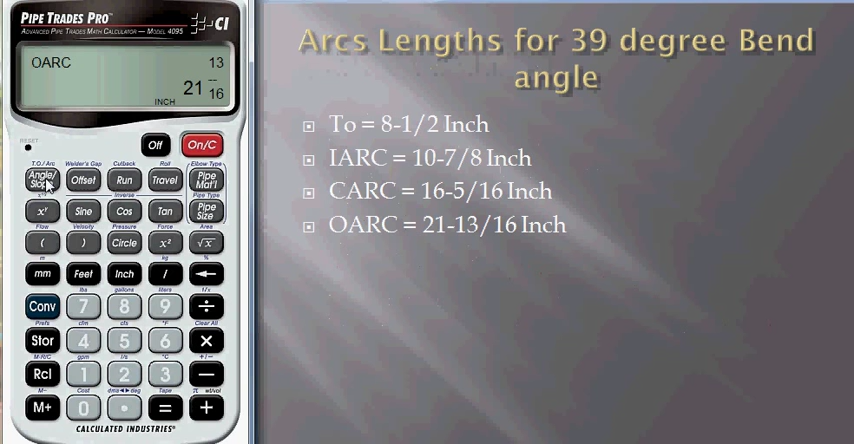 PIPE TRADES PRO™ CI
ADVANCED PIPE TRADES MATH CALCULATOR — MODEL 4095
OARC 13
21 — 16
INCH
RESET
Off On/C
T.O./ Arc Welder's Gap Cutback Roll Elbow Type
Angle/ Slope Offset Run Travel Pipe Mat'l
Inverse Pipe Type
xʸ Sine Cos Tan Pipe Size
Flow Velocity Pressure Force Area
( ) Circle x² √x
m kg %
mm Feet Inch / ←
lbs gallons liters 1/x
Conv 7 8 9 ÷
Prefs cfm cfs °F Clear All
Stor 4 5 6 ×
M-R/C gpm l/s °C +/−
Rcl 1 2 3 −
M− Cost dms◄►deg Tape π wt/vol
M+ 0 • = +
CALCULATED INDUSTRIES®
Arcs Lengths for 39 degree Bend
angle
To = 8-1/2 Inch
IARC = 10-7/8 Inch
CARC = 16-5/16 Inch
OARC = 21-13/16 Inch